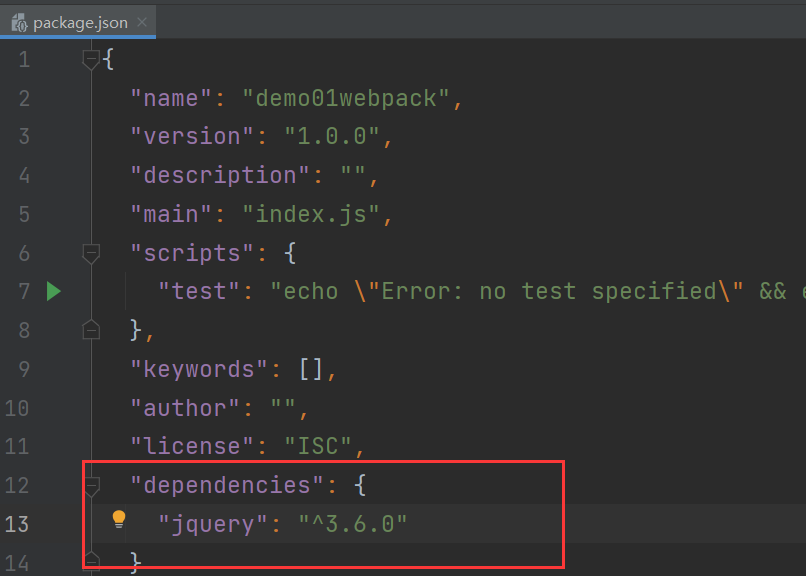 package.json
1 {
2 "name": "demo01webpack",
3 "version": "1.0.0",
4 "description": "",
5 "main": "index.js",
6 "scripts": {
7 "test": "echo \"Error: no test specified\" &&
8 },
9 "keywords": [],
10 "author": "",
11 "license": "ISC",
12 "dependencies": {
13 "jquery": "^3.6.0"
14 }